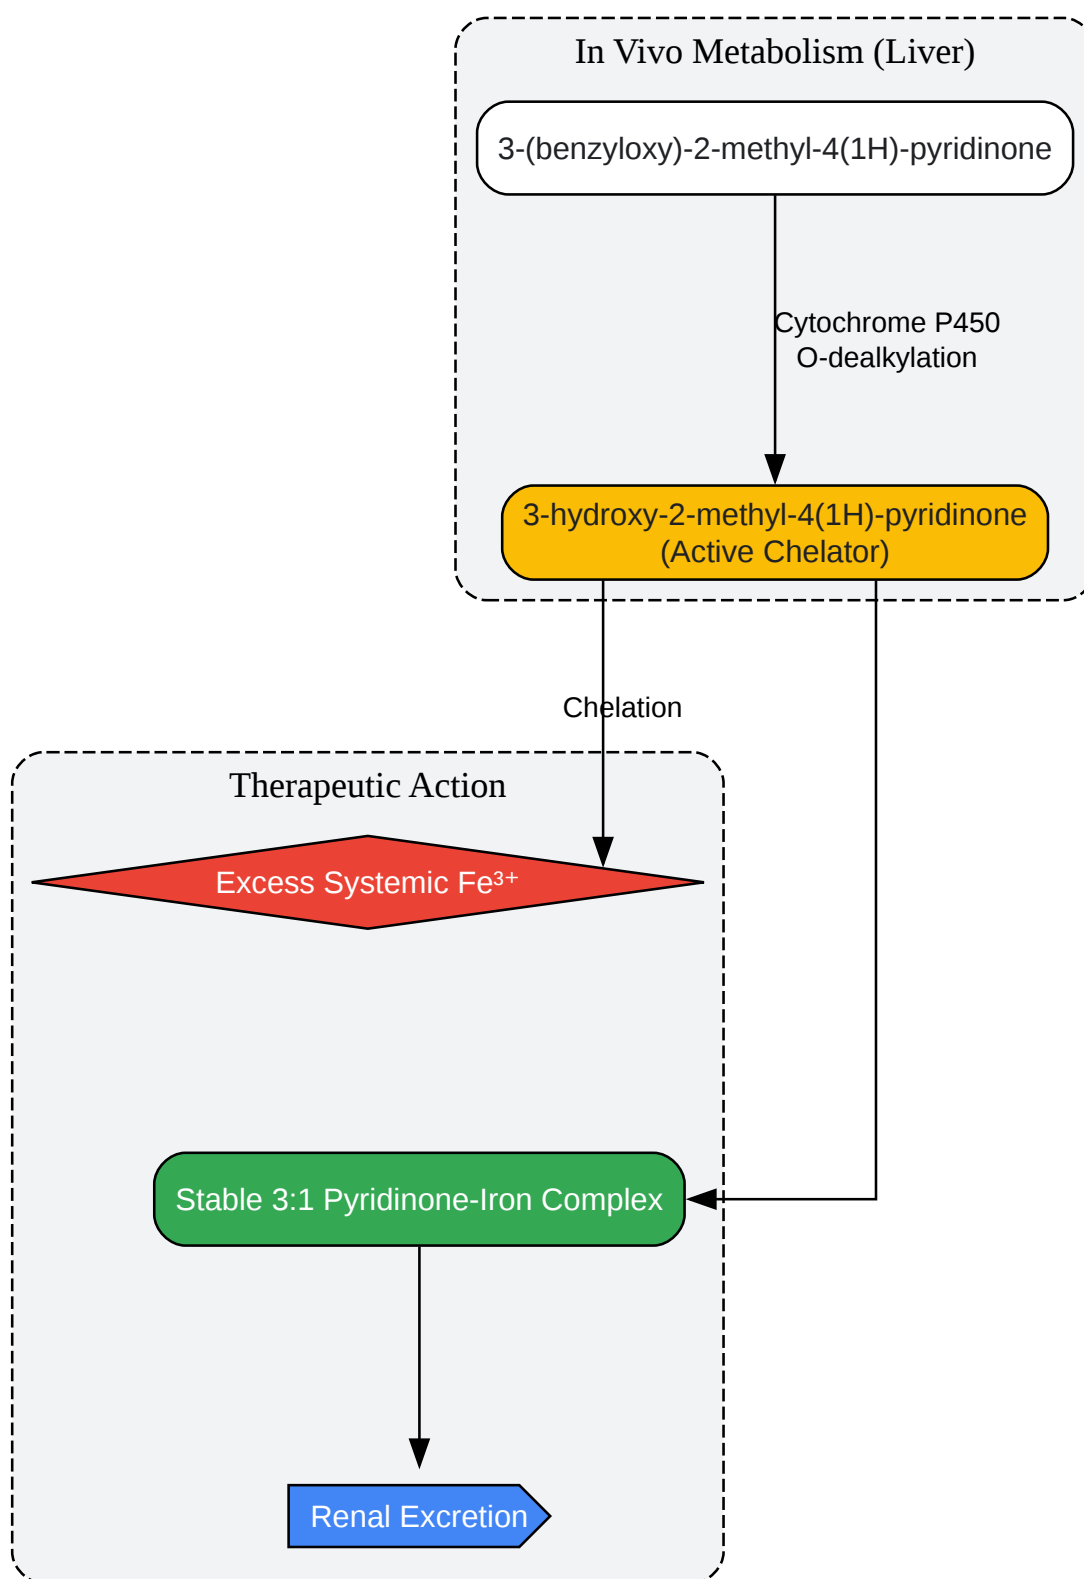 In Vivo Metabolism (Liver)
3-(benzyloxy)-2-methyl-4(1H)-pyridinone
Cytochrome P450
O-dealkylation
3-hydroxy-2-methyl-4(1H)-pyridinone
(Active Chelator)
Chelation
Therapeutic Action
Excess Systemic Fe³⁺
Stable 3:1 Pyridinone-Iron Complex
Renal Excretion